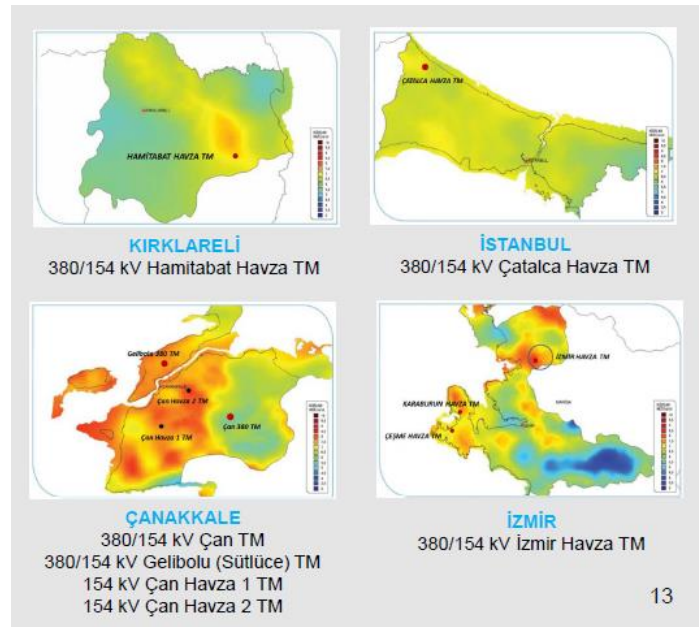 HAMİTABAT HAVZA TM
KIRKLARELİ
380/154 kV Hamitabat Havza TM
ÇATALCA HAVZA TM
İSTANBUL
380/154 kV Çatalca Havza TM
Gelibolu 380 TM
Çan Havza 2 TM
Çan Havza 1 TM
Çan 380 TM
ÇANAKKALE
380/154 kV Çan TM
380/154 kV Gelibolu (Sütlüce) TM
154 kV Çan Havza 1 TM
154 kV Çan Havza 2 TM
İZMİR HAVZA TM
KARABURUN HAVZA TM
ÇEŞME HAVZA TM
İZMİR
380/154 kV İzmir Havza TM
13